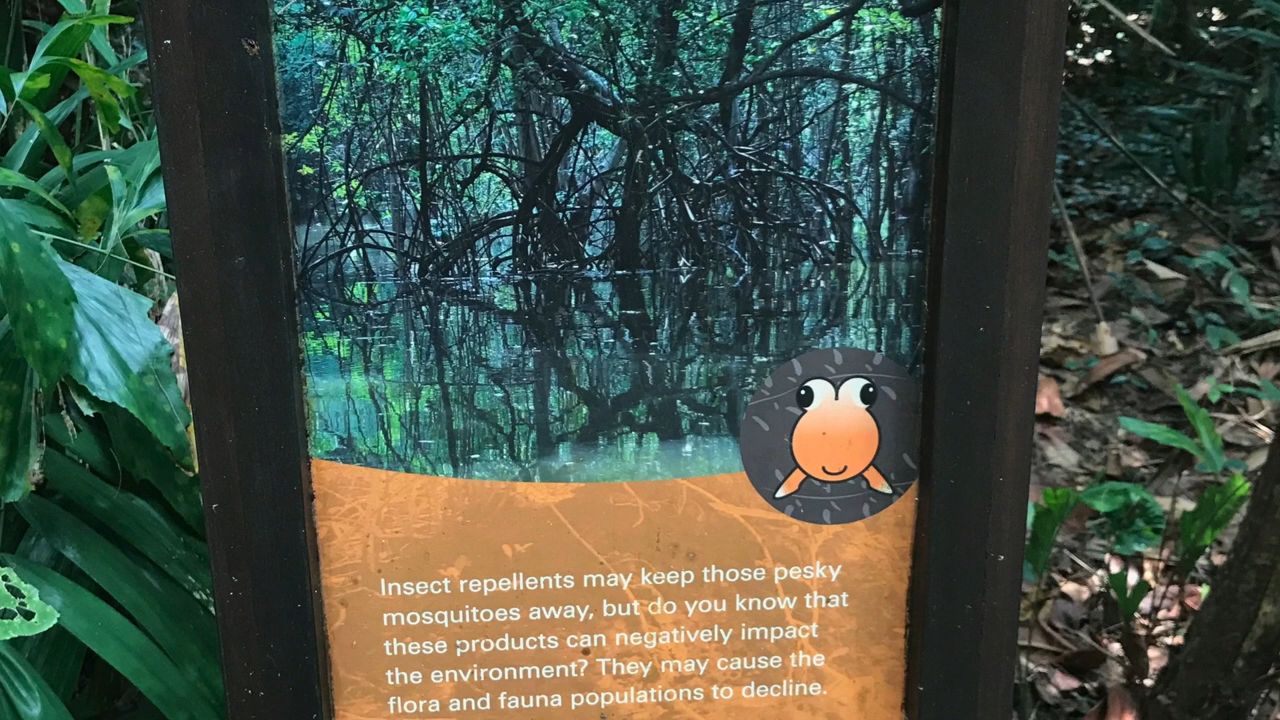 Insect repellents may keep those pesky
mosquitoes away, but do you know that
these products can negatively impact
the environment? They may cause the
flora and fauna populations to decline.